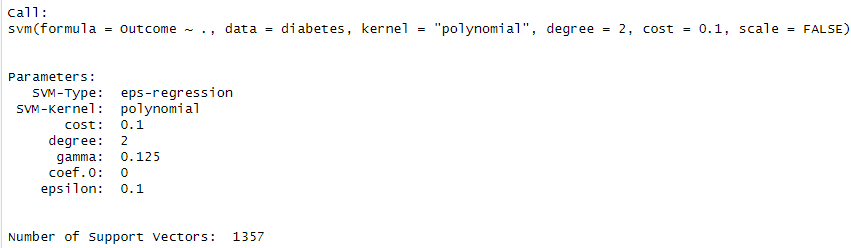 Call:
svm(formula = Outcome ~ ., data = diabetes, kernel = "polynomial", degree = 2, cost = 0.1, scale = FALSE)
Parameters:
SVM-Type: eps-regression
SVM-Kernel: polynomial
cost: 0.1
degree: 2
gamma: 0.125
coef.0: 0
epsilon: 0.1
Number of Support Vectors: 1357